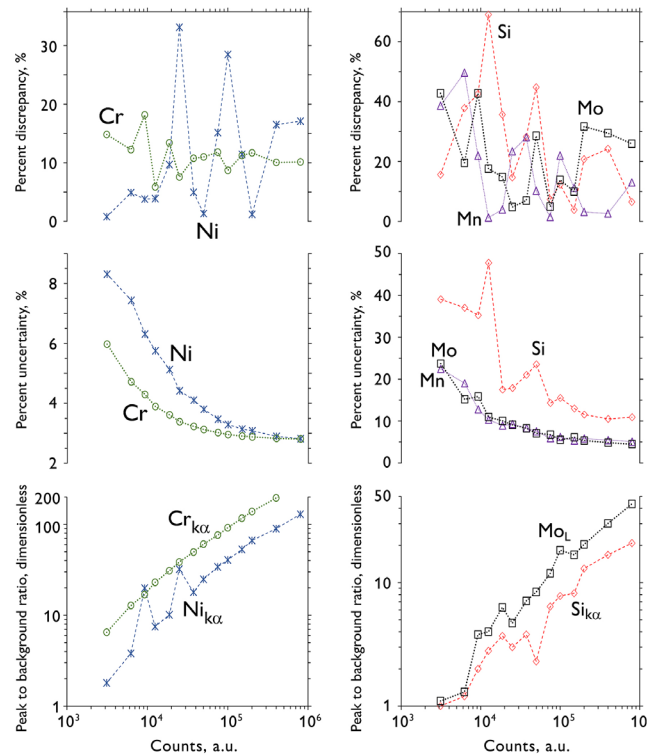 Percent discrepancy, %
30
20
10
0
Cr
Ni
Percent discrepancy, %
60
40
20
0
Si
Mo
Mn
Percent uncertainty, %
8
6
4
2
Ni
Cr
Percent uncertainty, %
50
40
30
20
10
0
Mo
Mn
Si
Peak to background ratio, dimensionless
200
100
10
1
Crkα
Nikα
10³ 10⁴ 10⁵ 10⁶
Counts, a.u.
Peak to background ratio, dimensionless
50
10
1
MoL
Sikα
10³ 10⁴ 10⁵ 10⁶
Counts, a.u.